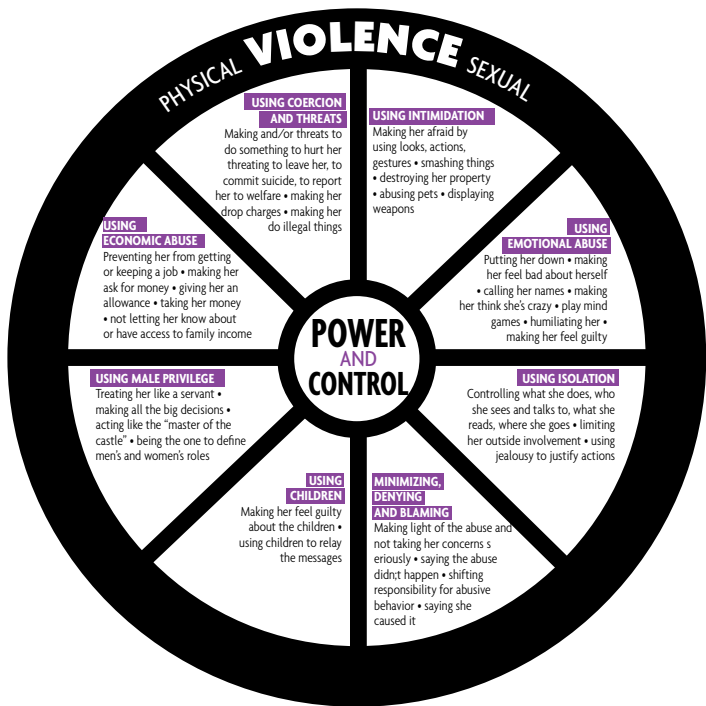 PHYSICAL VIOLENCE SEXUAL
USING COERCION
AND THREATS
Making and/or threats to
do something to hurt her
threating to leave her, to
commit suicide, to report
her to welfare • making her
drop charges • making her
do illegal things
USING INTIMIDATION
Making her afraid by
using looks, actions,
gestures • smashing things
• destroying her property
• abusing pets • displaying
weapons
USING
ECONOMIC ABUSE
Preventing her from getting
or keeping a job • making her
ask for money • giving her an
allowance • taking her money
• not letting her know about
or have access to family income
USING
EMOTIONAL ABUSE
Putting her down • making
her feel bad about herself
• calling her names • making
her think she's crazy • play mind
games • humiliating her •
making her feel guilty
POWER
AND
CONTROL
USING MALE PRIVILEGE
Treating her like a servant •
making all the big decisions •
acting like the “master of the
castle” • being the one to define
men's and women's roles
USING ISOLATION
Controlling what she does, who
she sees and talks to, what she
reads, where she goes • limiting
her outside involvement • using
jealousy to justify actions
USING
CHILDREN
Making her feel guilty
about the children •
using children to relay
the messages
MINIMIZING,
DENYING
AND BLAMING
Making light of the abuse and
not taking her concerns s
eriously • saying the abuse
didn;t happen • shifting
responsibility for abusive
behavior • saying she
caused it